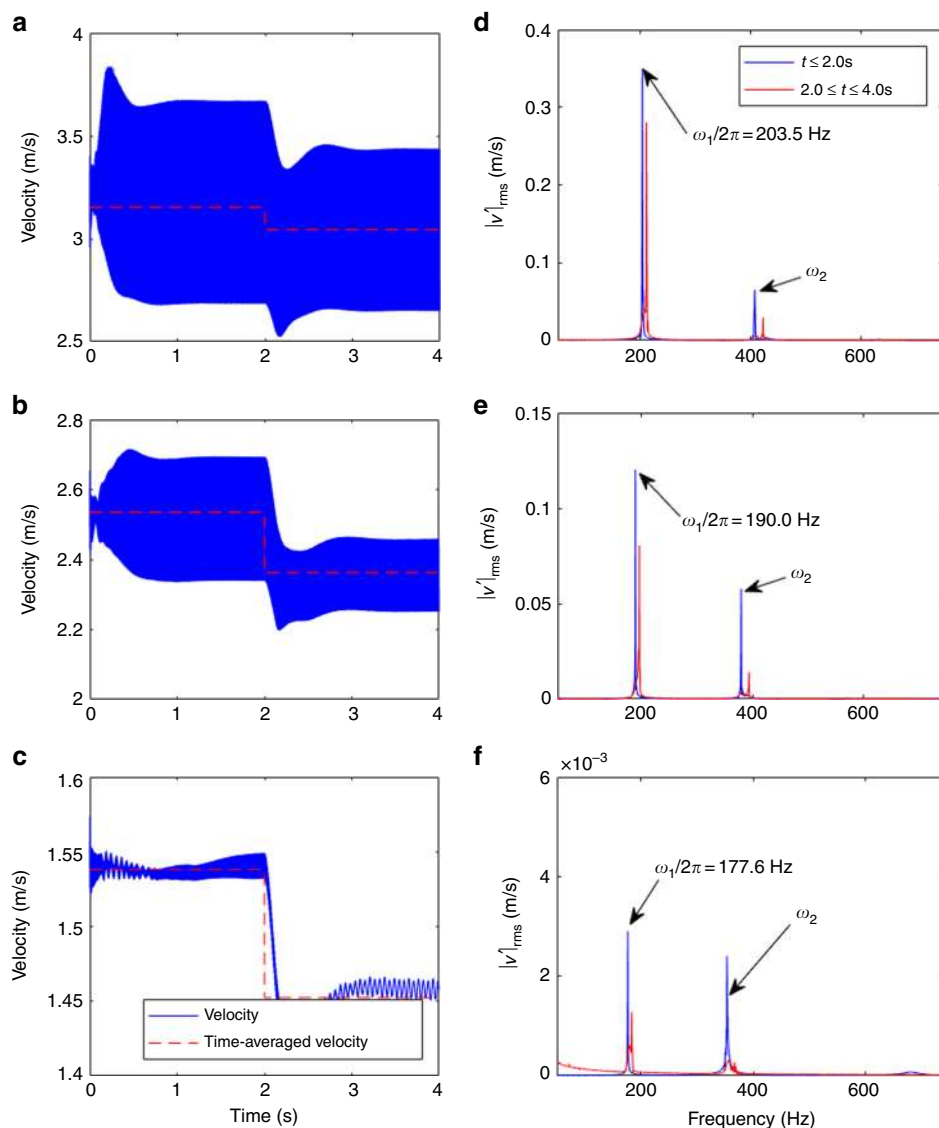 a
4
3.5
3
2.5
Velocity (m/s)
0
1
2
3
4
b
2.8
2.6
2.4
2.2
2
Velocity (m/s)
0
1
2
3
4
c
1.6
1.55
1.5
1.45
1.4
Velocity (m/s)
Velocity
Time-averaged velocity
0
1
2
3
4
Time (s)
d
0.4
0.3
0.2
0.1
0
|v′|rms (m/s)
t ≤ 2.0s
2.0 ≤ t ≤ 4.0s
ω1/2π = 203.5 Hz
ω2
200
400
600
e
0.15
0.1
0.05
0
|v′|rms (m/s)
ω1/2π = 190.0 Hz
ω2
200
400
600
f
×10−3
6
4
2
0
|v′|rms (m/s)
ω1/2π = 177.6 Hz
ω2
200
400
600
Frequency (Hz)